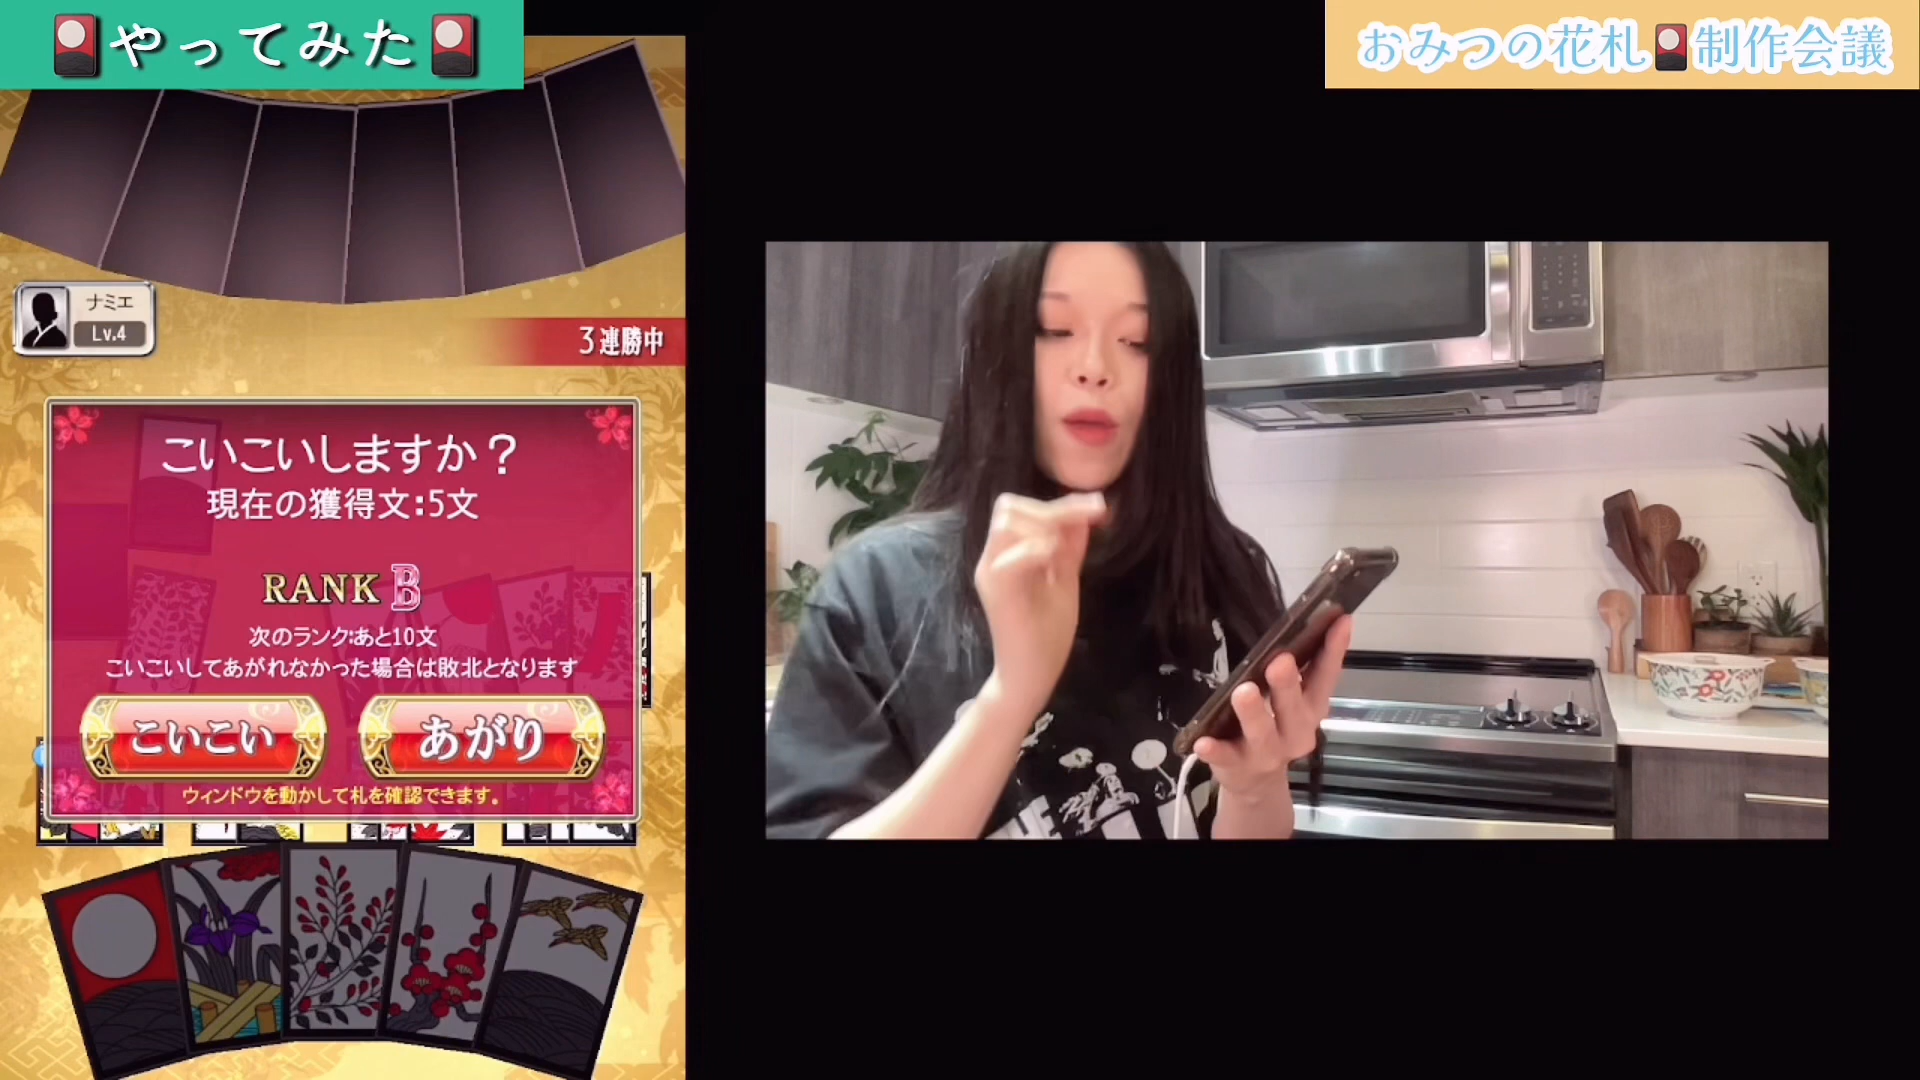 やってみた
おみつの花札制作会議
ナミエ
Lv.4
3連勝中
こいこいしますか？
現在の獲得文:5文
RANK B
次のランク:あと10文
こいこいしてあがれなかった場合は敗北となります
こいこい
あがり
ウィンドウを動かして札を確認できます。